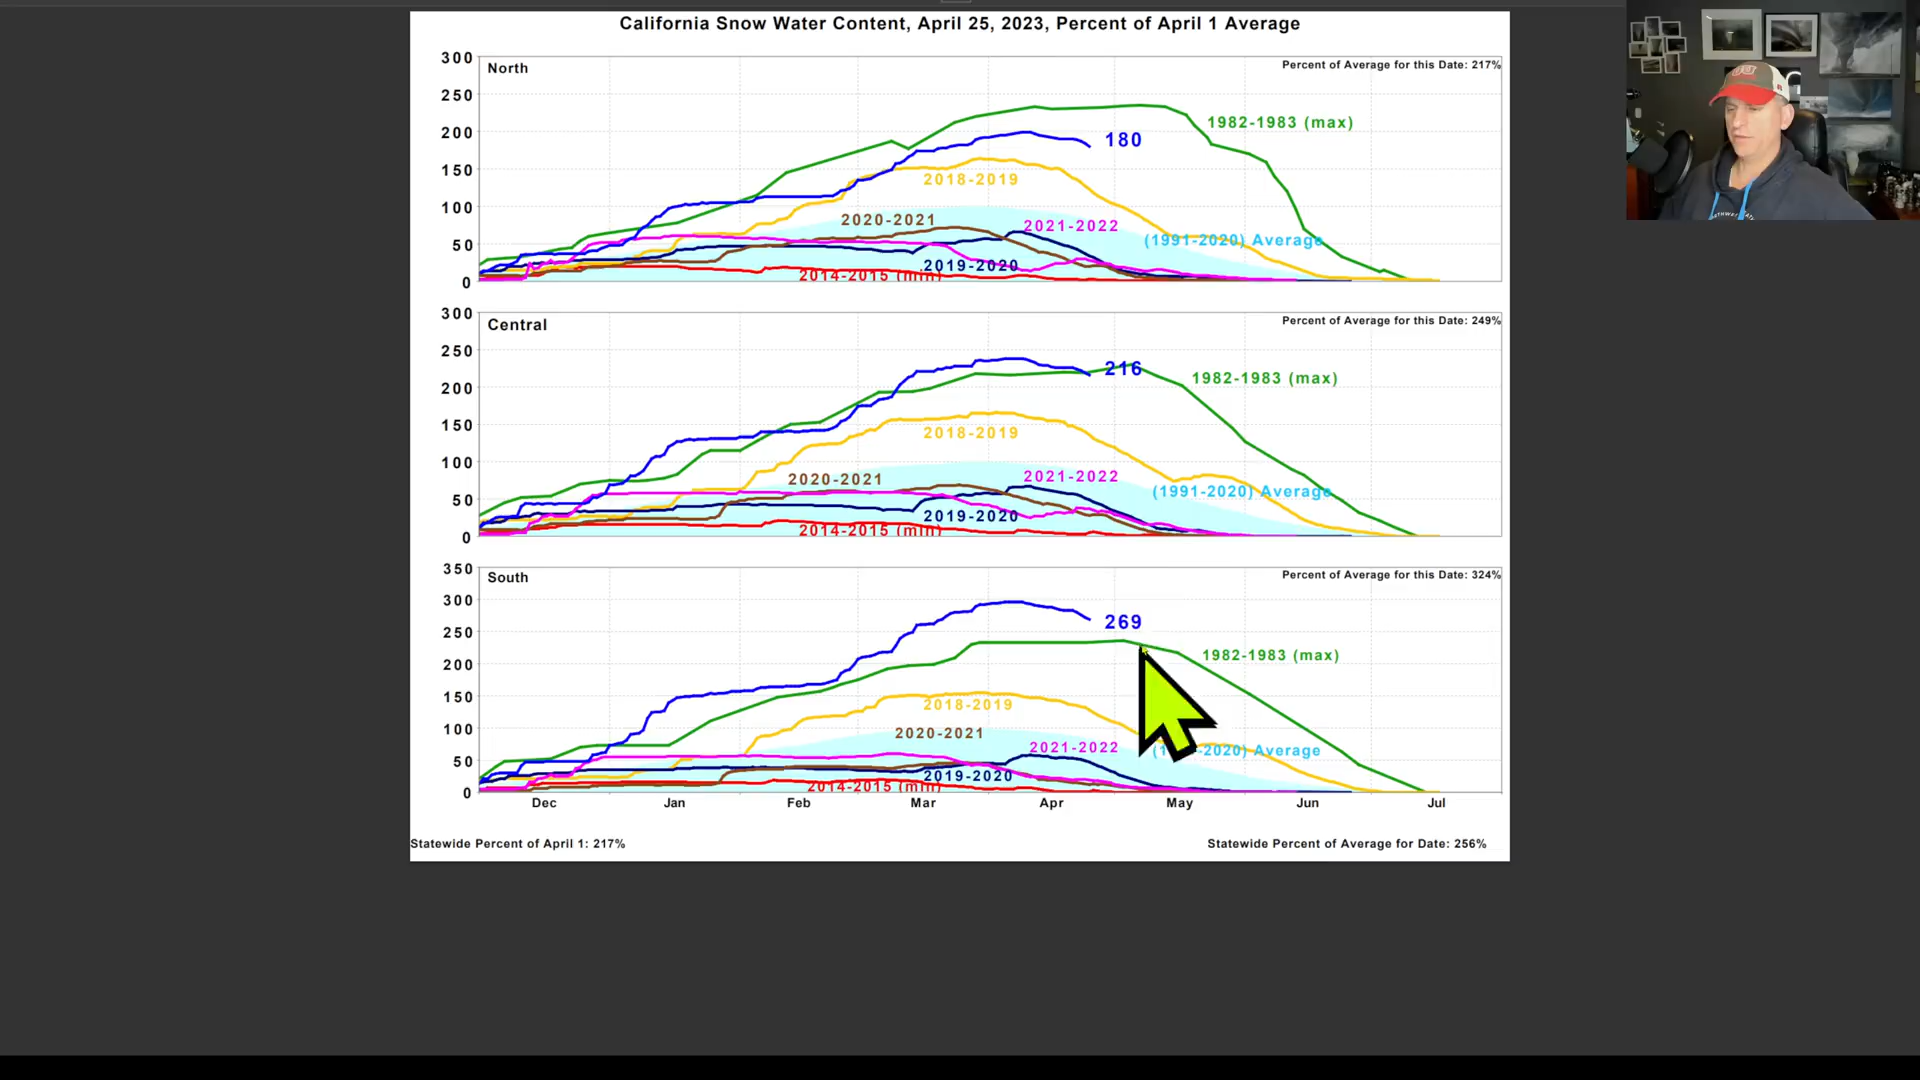 California Snow Water Content, April 25, 2023, Percent of April 1 Average
300
North
Percent of Average for this Date: 217%
250
1982-1983 (max)
200
180
150
2018-2019
100
2020-2021
2021-2022
50
(1991-2020) Average
2019-2020
2014-2015 (min)
0
300
Central
Percent of Average for this Date: 249%
250
216
1982-1983 (max)
200
150
2018-2019
100
2020-2021
2021-2022
50
(1991-2020) Average
2019-2020
2014-2015 (min)
0
350
South
Percent of Average for this Date: 324%
300
269
250
1982-1983 (max)
200
150
2018-2019
100
2020-2021
2021-2022
50
-2020) Average
2019-2020
2014-2015 (min)
0
Dec Jan Feb Mar Apr May Jun Jul
Statewide Percent of April 1: 217%
Statewide Percent of Average for Date: 256%